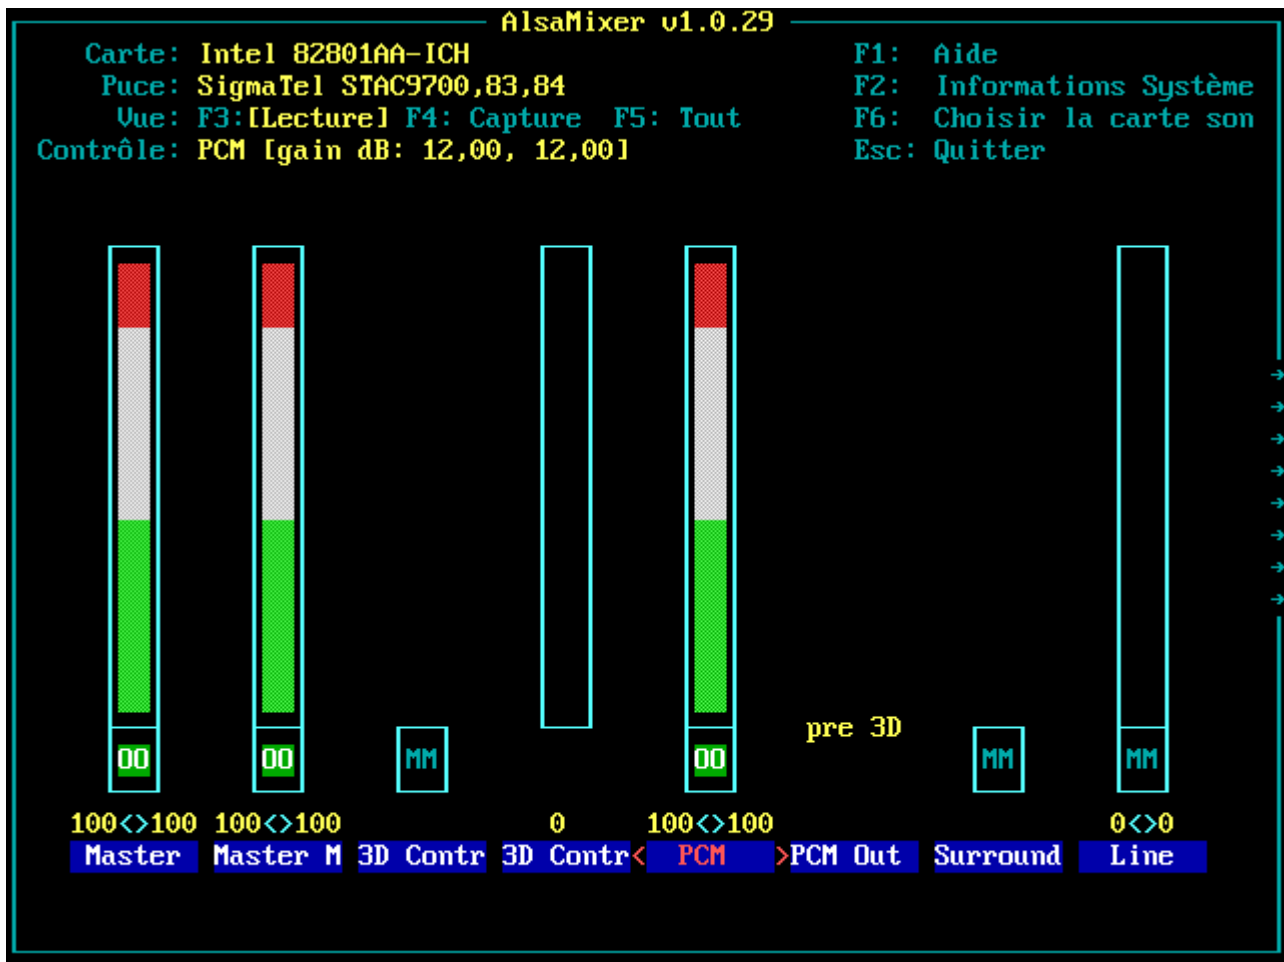 AlsaMixer v1.0.29
Carte: Intel 82801AA-ICH F1: Aide
Puce: SigmaTel STAC9700,83,84 F2: Informations Système
Vue: F3:[Lecture] F4: Capture F5: Tout F6: Choisir la carte son
Contrôle: PCM [gain dB: 12,00, 12,00] Esc: Quitter
→
→
→
→
→
→
→
→
pre 3D
OO OO MM OO MM MM
100<>100 100<>100 0 100<>100 0<>0
Master Master M 3D Contr 3D Contr< PCM >PCM Out Surround Line